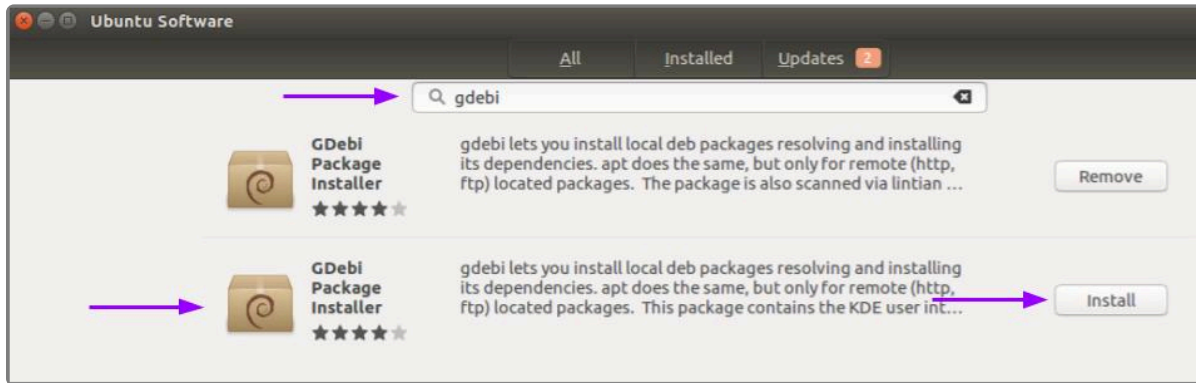 Ubuntu Software
All Installed Updates 2
gdebi
GDebi
Package
Installer
gdebi lets you install local deb packages resolving and installing
its dependencies. apt does the same, but only for remote (http,
ftp) located packages. The package is also scanned via lintian ...
Remove
GDebi
Package
Installer
gdebi lets you install local deb packages resolving and installing
its dependencies. apt does the same, but only for remote (http,
ftp) located packages. This package contains the KDE user int...
Install